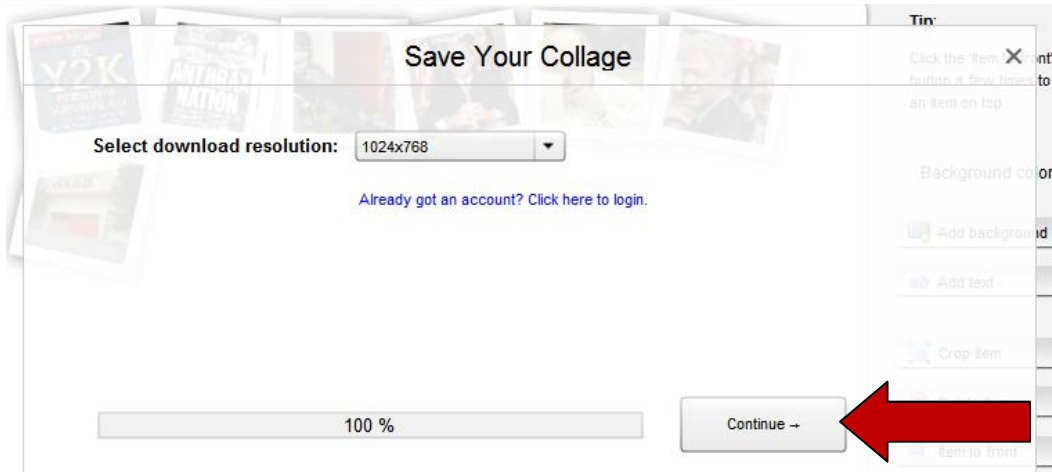 Tip:
Save Your Collage
Click the 'Item to front'
button a few times to
an item on top.
Y2K
ANTHRAX
NATION
Select download resolution: 1024x768
Already got an account? Click here to login.
Background color
Add background
Add text
Crop item
100 %
Continue →
Item to front